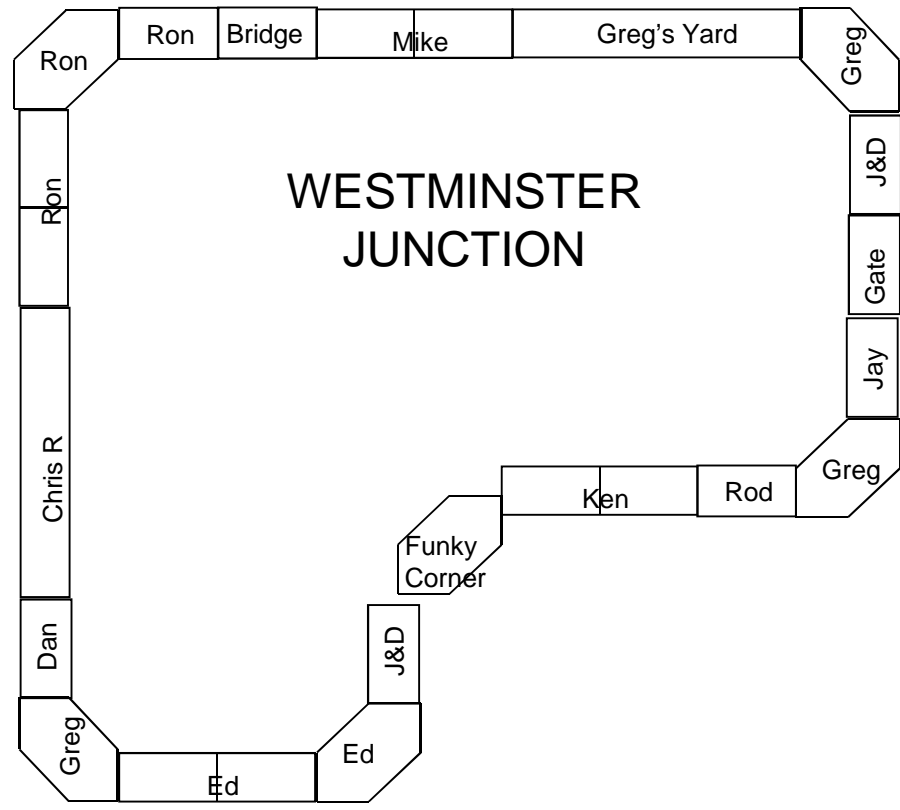 Ron
Bridge
Mike
Greg's Yard
Ron
Greg
WESTMINSTER
JUNCTION
J&D
Ron
Gate
Jay
Chris R
Greg
Ken
Rod
Funky
Corner
Dan
J&D
Greg
Ed
Ed